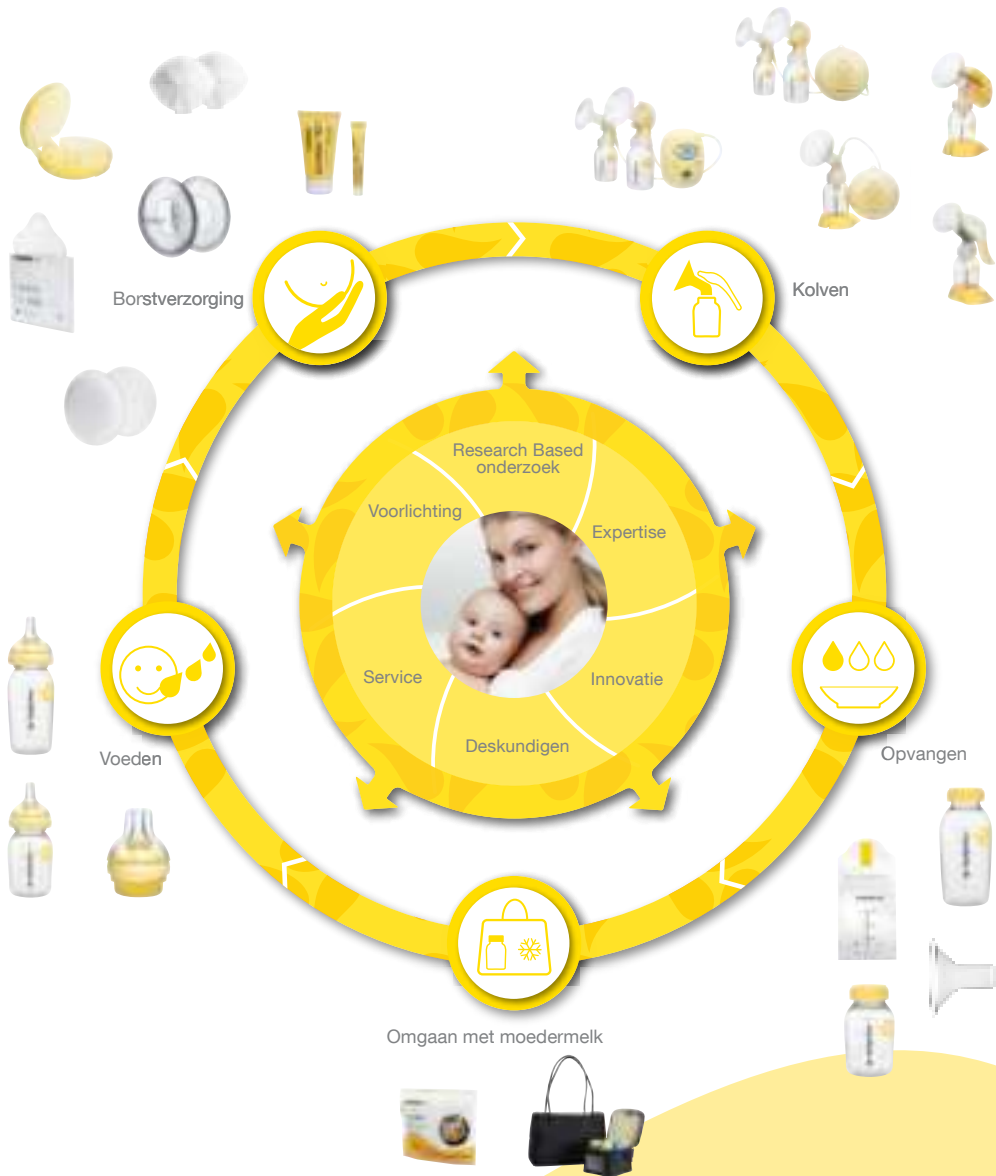 Borstverzorging
Kolven
Research Based
onderzoek
Voorlichting
Expertise
Service
Innovatie
Deskundigen
Voeden
Opvangen
Omgaan met moedermelk